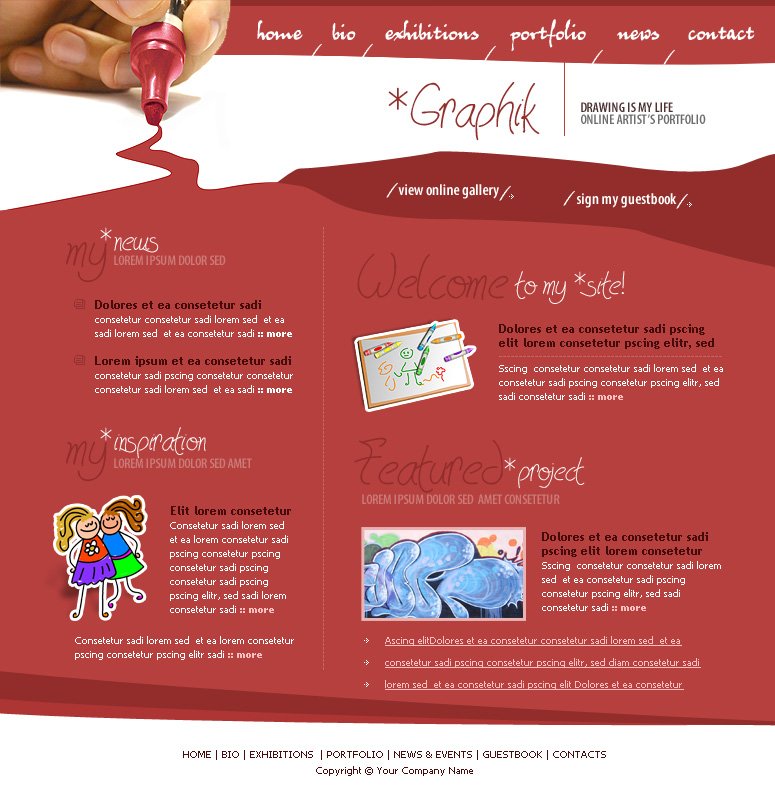 home bio exhibitions portfolio news contact
*Graphik
DRAWING IS MY LIFE
ONLINE ARTIST'S PORTFOLIO
/ view online gallery /
/ sign my guestbook /
my *news
LOREM IPSUM DOLOR SED
Dolores et ea consetetur sadi
consetetur consetetur sadi lorem sed et ea
sadi lorem sed et ea consetetur sadi :: more
Lorem ipsum et ea consetetur sadi
consetetur sadi pscing consetetur consetetur
consetetur sadi lorem sed et ea sadi :: more
my *inspiration
LOREM IPSUM DOLOR SED AMET
Elit lorem consetetur
Consetetur sadi lorem sed
et ea lorem consetetur sadi
pscing consetetur pscing
consetetur sadi pscing
consetetur sadi pscing
elitr, sed sadi lorem
consetetur sadi :: more
Consetetur sadi lorem sed et ea lorem consetetur
pscing consetetur pscing elitr sadi :: more
Welcome to my *site!
Dolores et ea consetetur sadi pscing
elit lorem consetetur pscing elitr, sed
Sscing consetetur consetetur sadi lorem sed et ea
consetetur sadi pscing consetetur pscing elitr, sed
sadi consetetur sadi :: more
Featured *project
LOREM IPSUM DOLOR SED AMET CONSETETUR
Dolores et ea consetetur sadi
pscing elit lorem consetetur
Sscing consetetur consetetur sadi lorem
sed et ea consetetur sadi pscing
consetetur pscing elitr, sed sadi
consetetur sadi :: more
Ascing elitDolores et ea consetetur consetetur sadi lorem sed et ea
consetetur sadi pscing consetetur pscing elitr, sed diam consetetur sadi
lorem sed et ea consetetur sadi pscing elit Dolores et ea consetetur
HOME | BIO | EXHIBITIONS | PORTFOLIO | NEWS & EVENTS | GUESTBOOK | CONTACTS
Copyright © Your Company Name